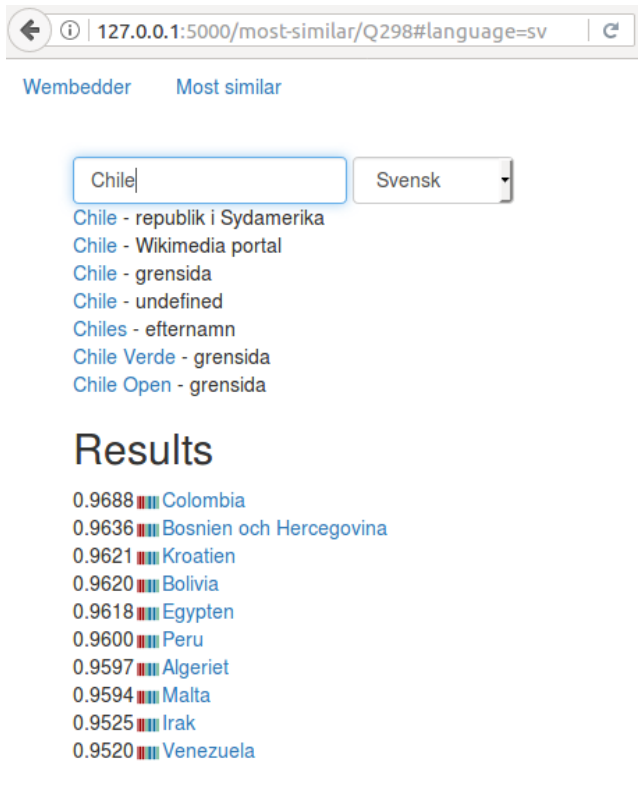 127.0.0.1:5000/most-similar/Q298#language=sv
Wembedder Most similar
Chile Svensk
Chile - republik i Sydamerika
Chile - Wikimedia portal
Chile - grensida
Chile - undefined
Chiles - efternamn
Chile Verde - grensida
Chile Open - grensida
Results
0.9688 Colombia
0.9636 Bosnien och Hercegovina
0.9621 Kroatien
0.9620 Bolivia
0.9618 Egypten
0.9600 Peru
0.9597 Algeriet
0.9594 Malta
0.9525 Irak
0.9520 Venezuela